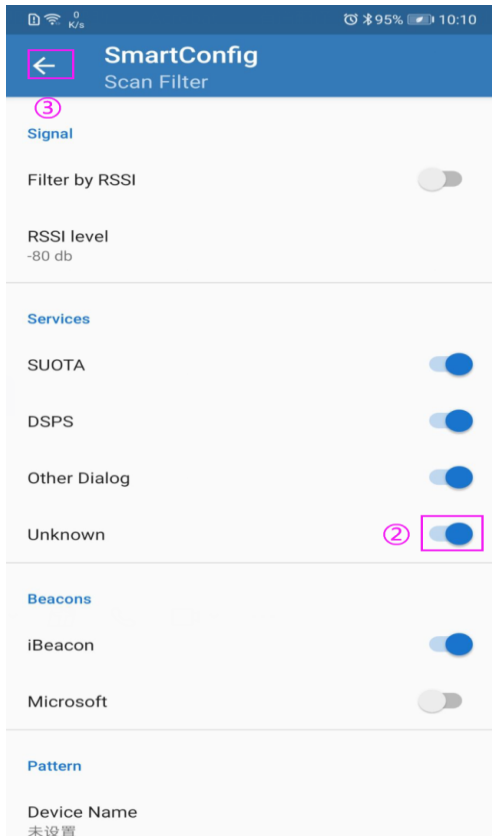 0
K/s
95%
10:10
SmartConfig
Scan Filter
③
Signal
Filter by RSSI
RSSI level
-80 db
Services
SUOTA
DSPS
Other Dialog
Unknown
②
Beacons
iBeacon
Microsoft
Pattern
Device Name
未设置